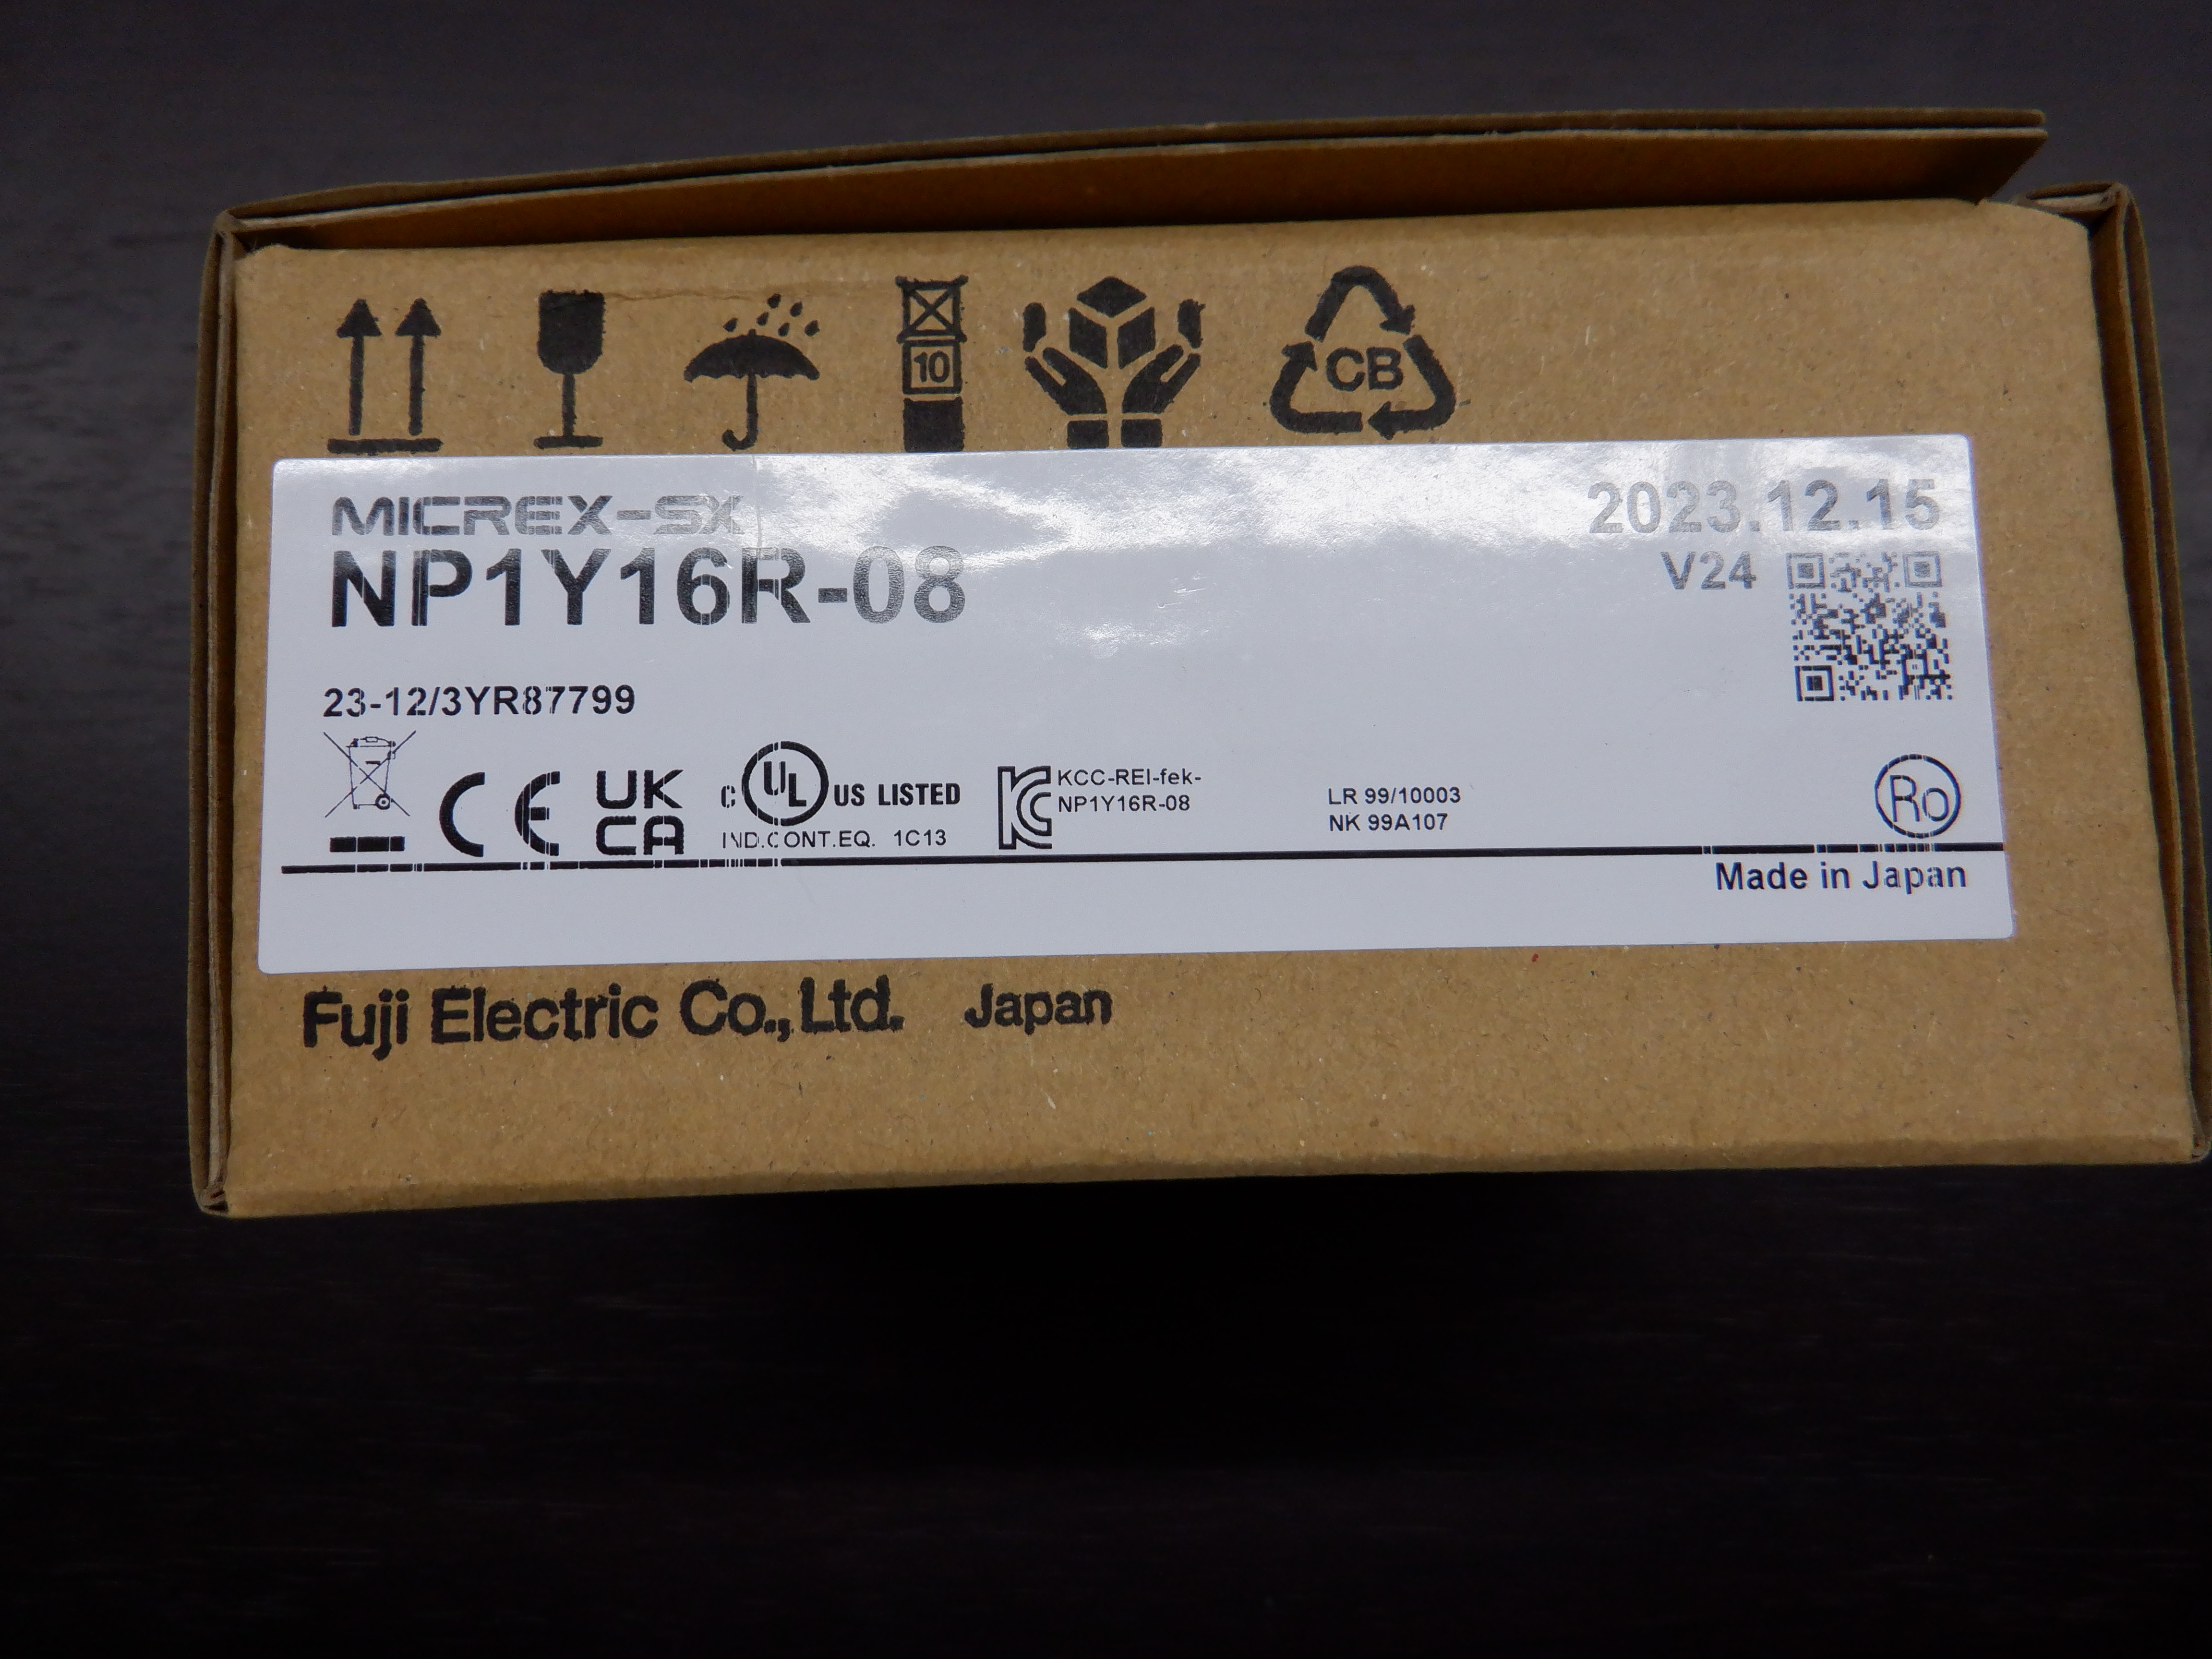 10
CB
MICREX-SX
2023.12.15
NP1Y16R-08
V24
23-12/3YR87799
CE
UK
CA
c UL US LISTED
IND.CONT.EQ. 1C13
KC
KCC-REI-fek-
NP1Y16R-08
LR 99/10003
NK 99A107
Ro
Made in Japan
Fuji Electric Co.,Ltd. Japan